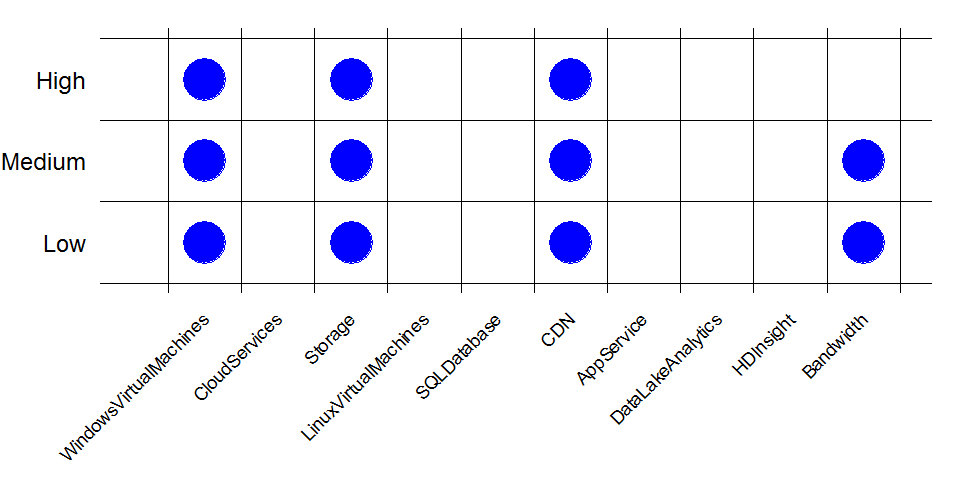 High
Medium
Low
WindowsVirtualMachines
CloudServices
Storage
LinuxVirtualMachines
SQLDatabase
CDN
AppService
DataLakeAnalytics
HDInsight
Bandwidth